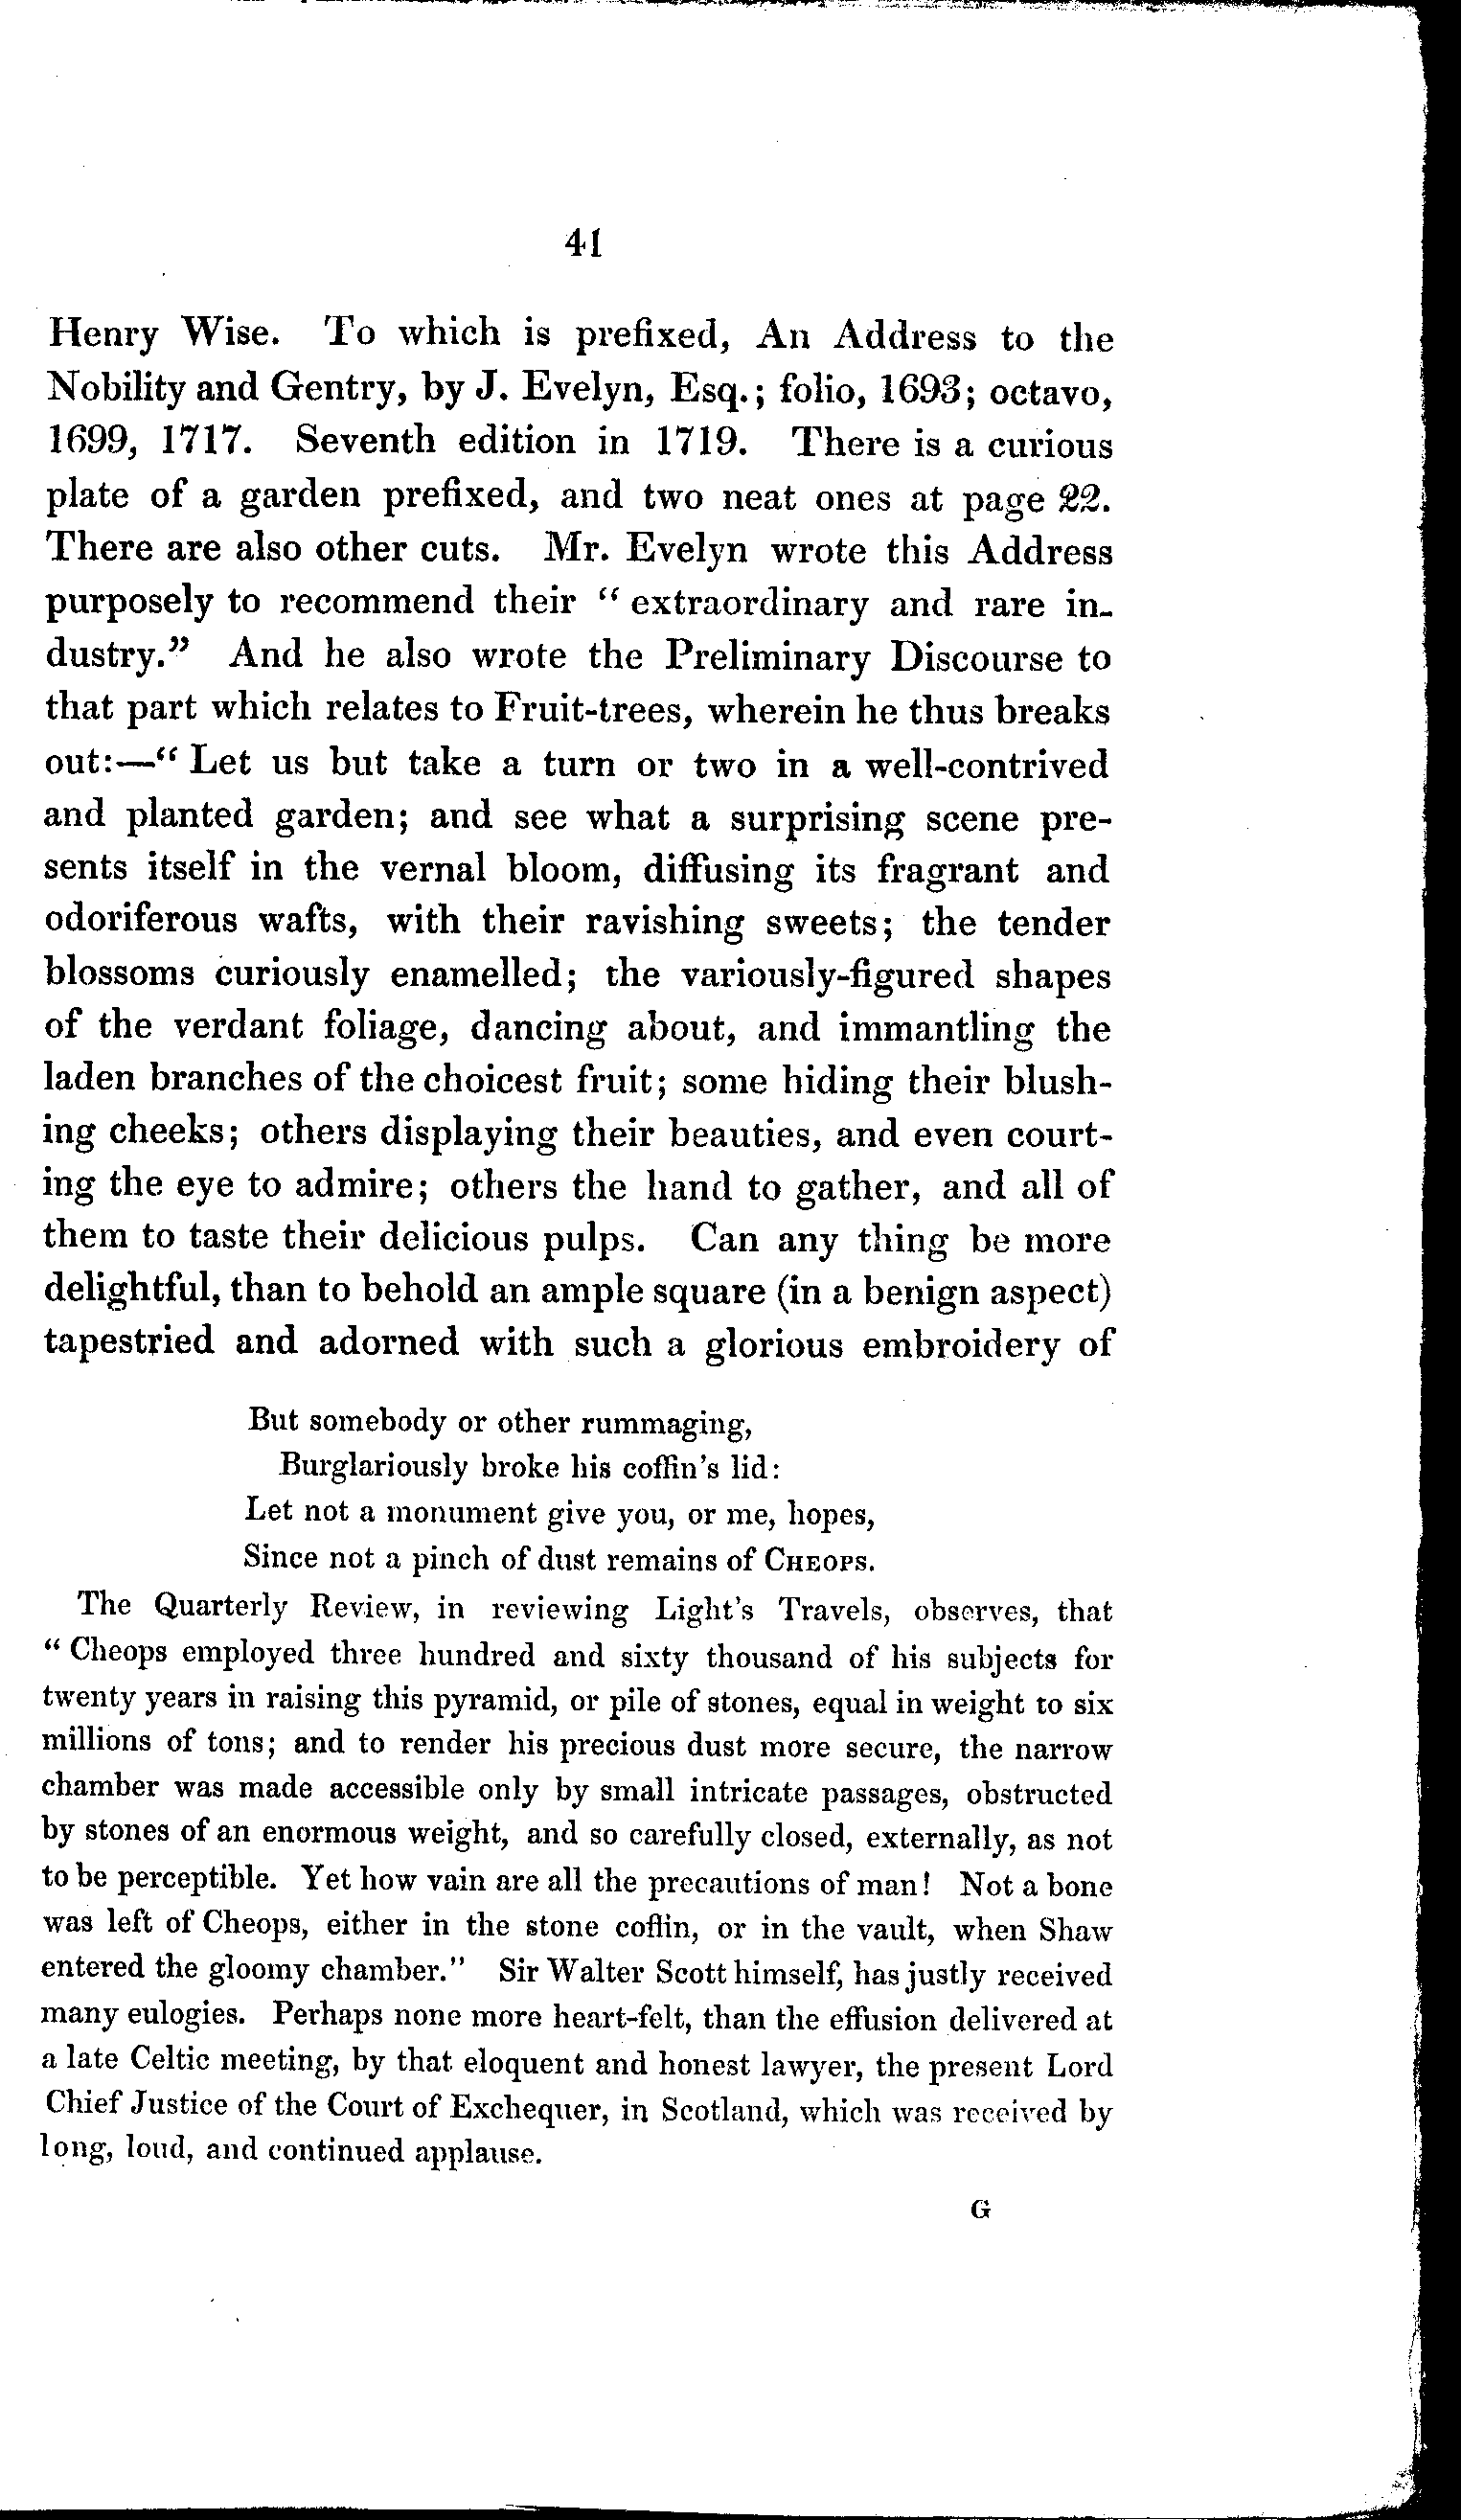 41
Henry Wise. To which is prefixed, An Address to the
Nobility and Gentry, by J. Evelyn, Esq.; folio, 1693; octavo,
1699, 1717. Seventh edition in 1719. There is a curious
plate of a garden prefixed, and two neat ones at page 22.
There are also other cuts. Mr. Evelyn wrote this Address
purposely to recommend their “ extraordinary and rare in-
dustry.” And he also wrote the Preliminary Discourse to
that part which relates to Fruit-trees, wherein he thus breaks
out:—“ Let us but take a turn or two in a well-contrived
and planted garden; and see what a surprising scene pre-
sents itself in the vernal bloom, diffusing its fragrant and
odoriferous wafts, with their ravishing sweets; the tender
blossoms curiously enamelled; the variously-figured shapes
of the verdant foliage, dancing about, and immantling the
laden branches of the choicest fruit; some hiding their blush-
ing cheeks; others displaying their beauties, and even court-
ing the eye to admire; others the hand to gather, and all of
them to taste their delicious pulps. Can any thing be more
delightful, than to behold an ample square (in a benign aspect)
tapestried and adorned with such a glorious embroidery of
But somebody or other rummaging,
Burglariously broke his coffin's lid:
Let not a monument give you, or me, hopes,
Since not a pinch of dust remains of CHEOPS.
The Quarterly Review, in reviewing Light's Travels, observes, that
“ Cheops employed three hundred and sixty thousand of his subjects for
twenty years in raising this pyramid, or pile of stones, equal in weight to six
millions of tons; and to render his precious dust more secure, the narrow
chamber was made accessible only by small intricate passages, obstructed
by stones of an enormous weight, and so carefully closed, externally, as not
to be perceptible. Yet how vain are all the precautions of man! Not a bone
was left of Cheops, either in the stone coffin, or in the vault, when Shaw
entered the gloomy chamber.” Sir Walter Scott himself, has justly received
many eulogies. Perhaps none more heart-felt, than the effusion delivered at
a late Celtic meeting, by that eloquent and honest lawyer, the present Lord
Chief Justice of the Court of Exchequer, in Scotland, which was received by
long, loud, and continued applause.
G